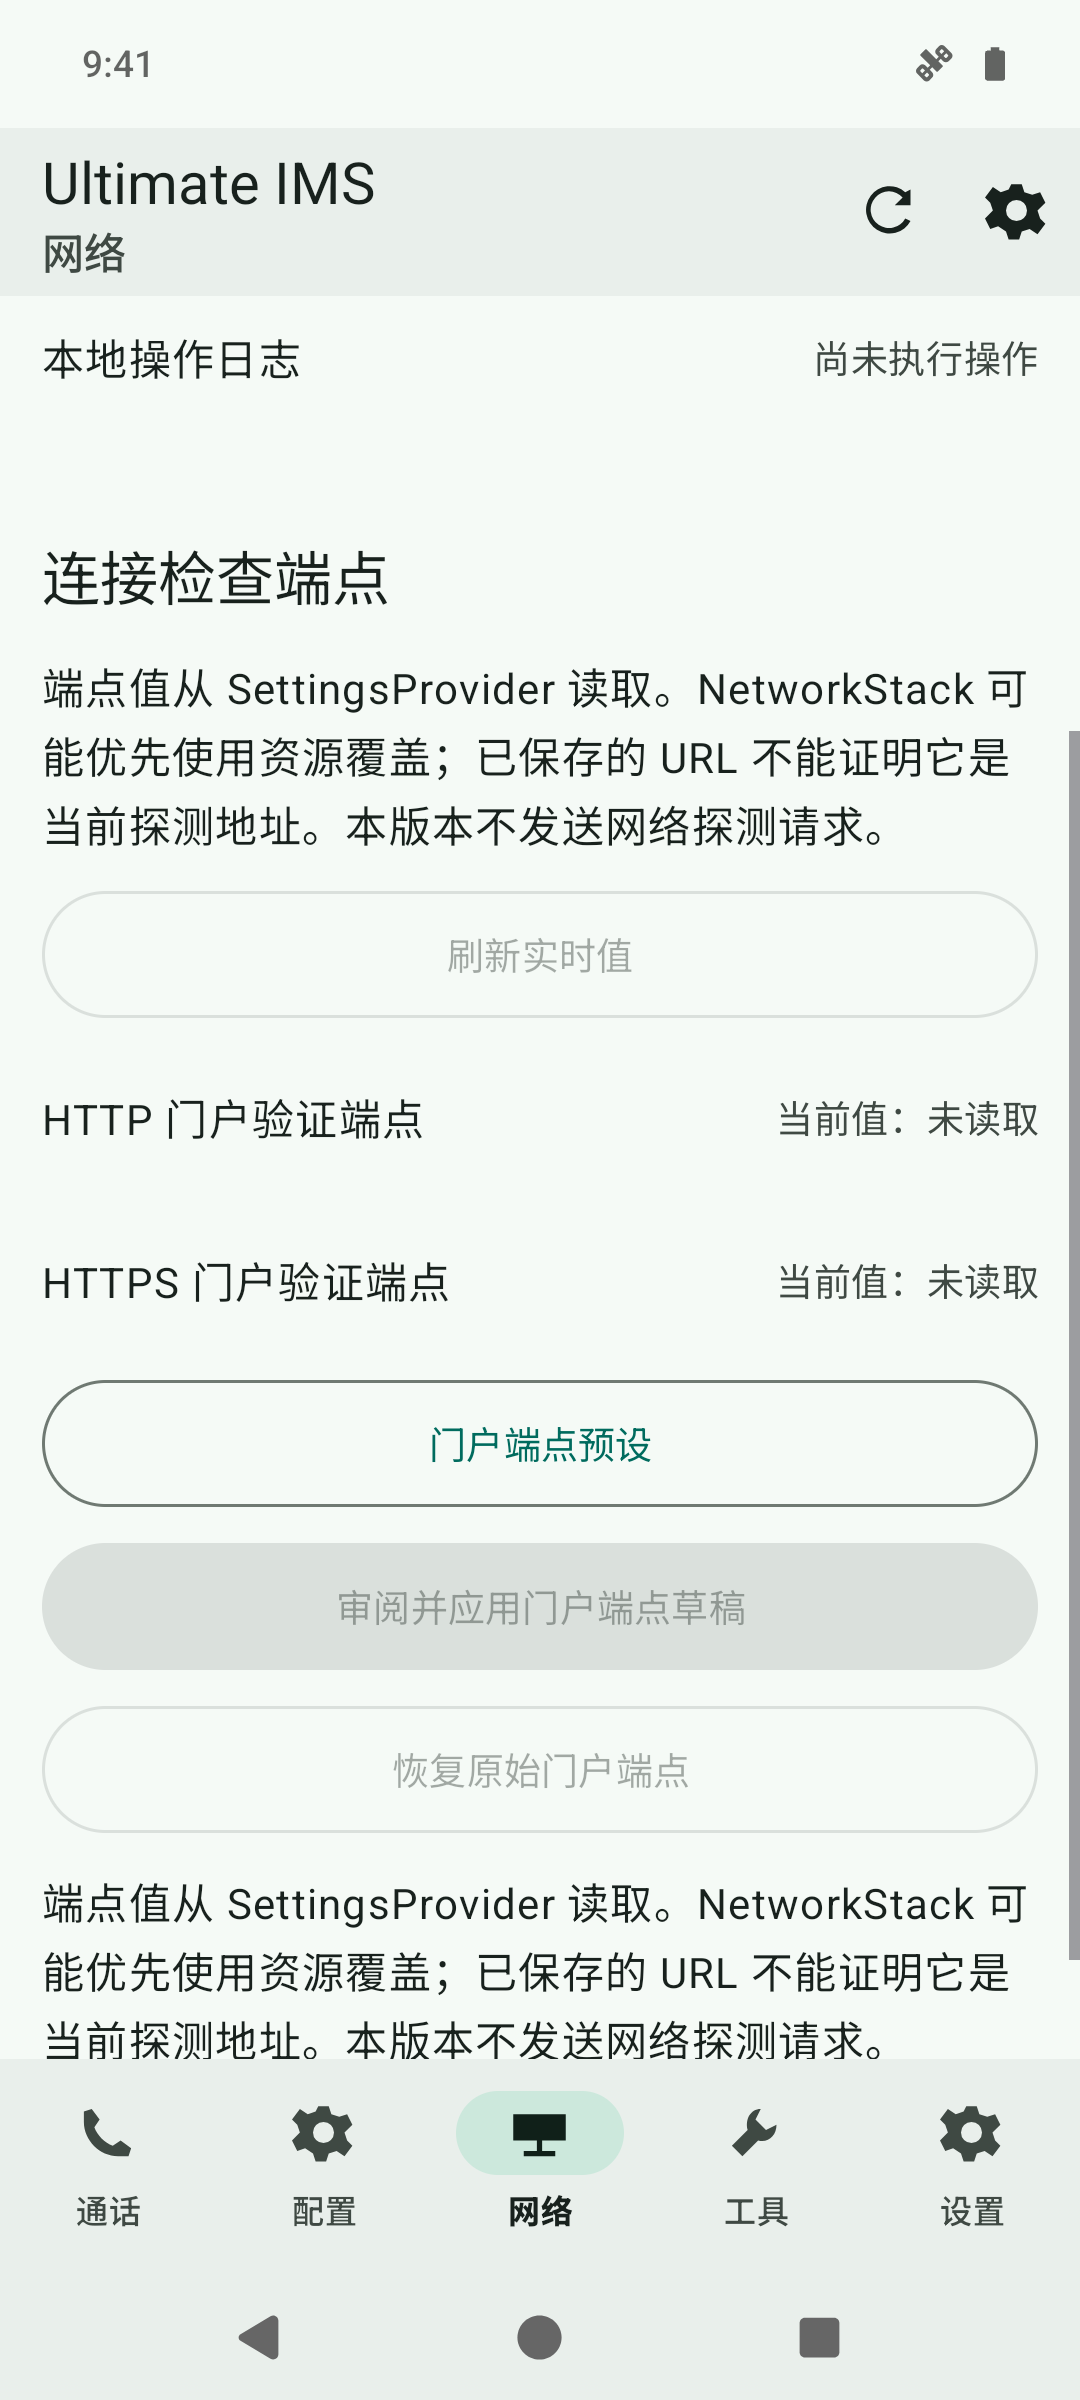 9:41
Ultimate IMS
网络
本地操作日志
尚未执行操作
连接检查端点
端点值从 SettingsProvider 读取。NetworkStack 可
能优先使用资源覆盖；已保存的 URL 不能证明它是
当前探测地址。本版本不发送网络探测请求。
刷新实时值
HTTP 门户验证端点
当前值：未读取
HTTPS 门户验证端点
当前值：未读取
门户端点预设
审阅并应用门户端点草稿
恢复原始门户端点
端点值从 SettingsProvider 读取。NetworkStack 可
能优先使用资源覆盖；已保存的 URL 不能证明它是
当前探测地址。本版本不发送网络探测请求。
通话
配置
网络
工具
设置